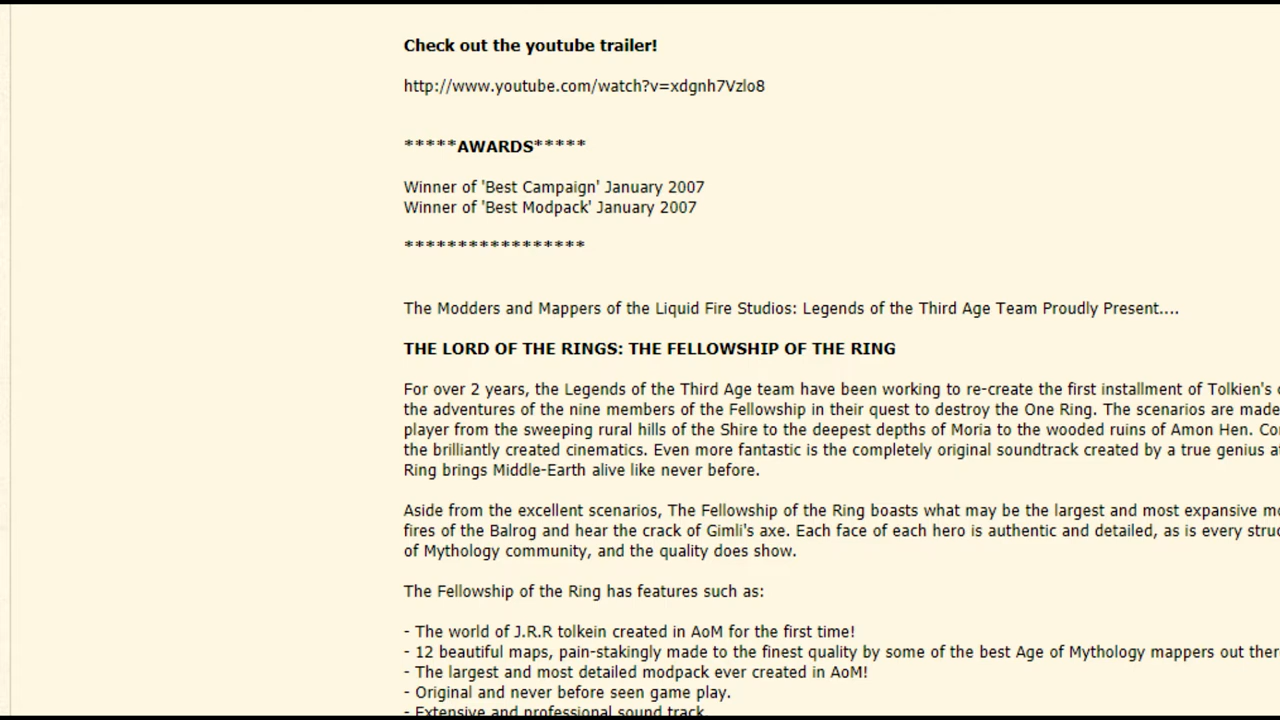 Check out the youtube trailer!
http://www.youtube.com/watch?v=xdgnh7Vzlo8
*****AWARDS*****
Winner of 'Best Campaign' January 2007
Winner of 'Best Modpack' January 2007
*****************
The Modders and Mappers of the Liquid Fire Studios: Legends of the Third Age Team Proudly Present....
THE LORD OF THE RINGS: THE FELLOWSHIP OF THE RING
For over 2 years, the Legends of the Third Age team have been working to re-create the first installment of Tolkien's
the adventures of the nine members of the Fellowship in their quest to destroy the One Ring. The scenarios are made
player from the sweeping rural hills of the Shire to the deepest depths of Moria to the wooded ruins of Amon Hen.
the brilliantly created cinematics. Even more fantastic is the completely original soundtrack created by a true genius
Ring brings Middle-Earth alive like never before.
Aside from the excellent scenarios, The Fellowship of the Ring boasts what may be the largest and most expansive
fires of the Balrog and hear the crack of Gimli's axe. Each face of each hero is authentic and detailed, as is every
of Mythology community, and the quality does show.
The Fellowship of the Ring has features such as:
- The world of J.R.R tolkein created in AoM for the first time!
- 12 beautiful maps, pain-stakingly made to the finest quality by some of the best Age of Mythology mappers out
- The largest and most detailed modpack ever created in AoM!
- Original and never before seen game play.
- Extensive and professional sound track